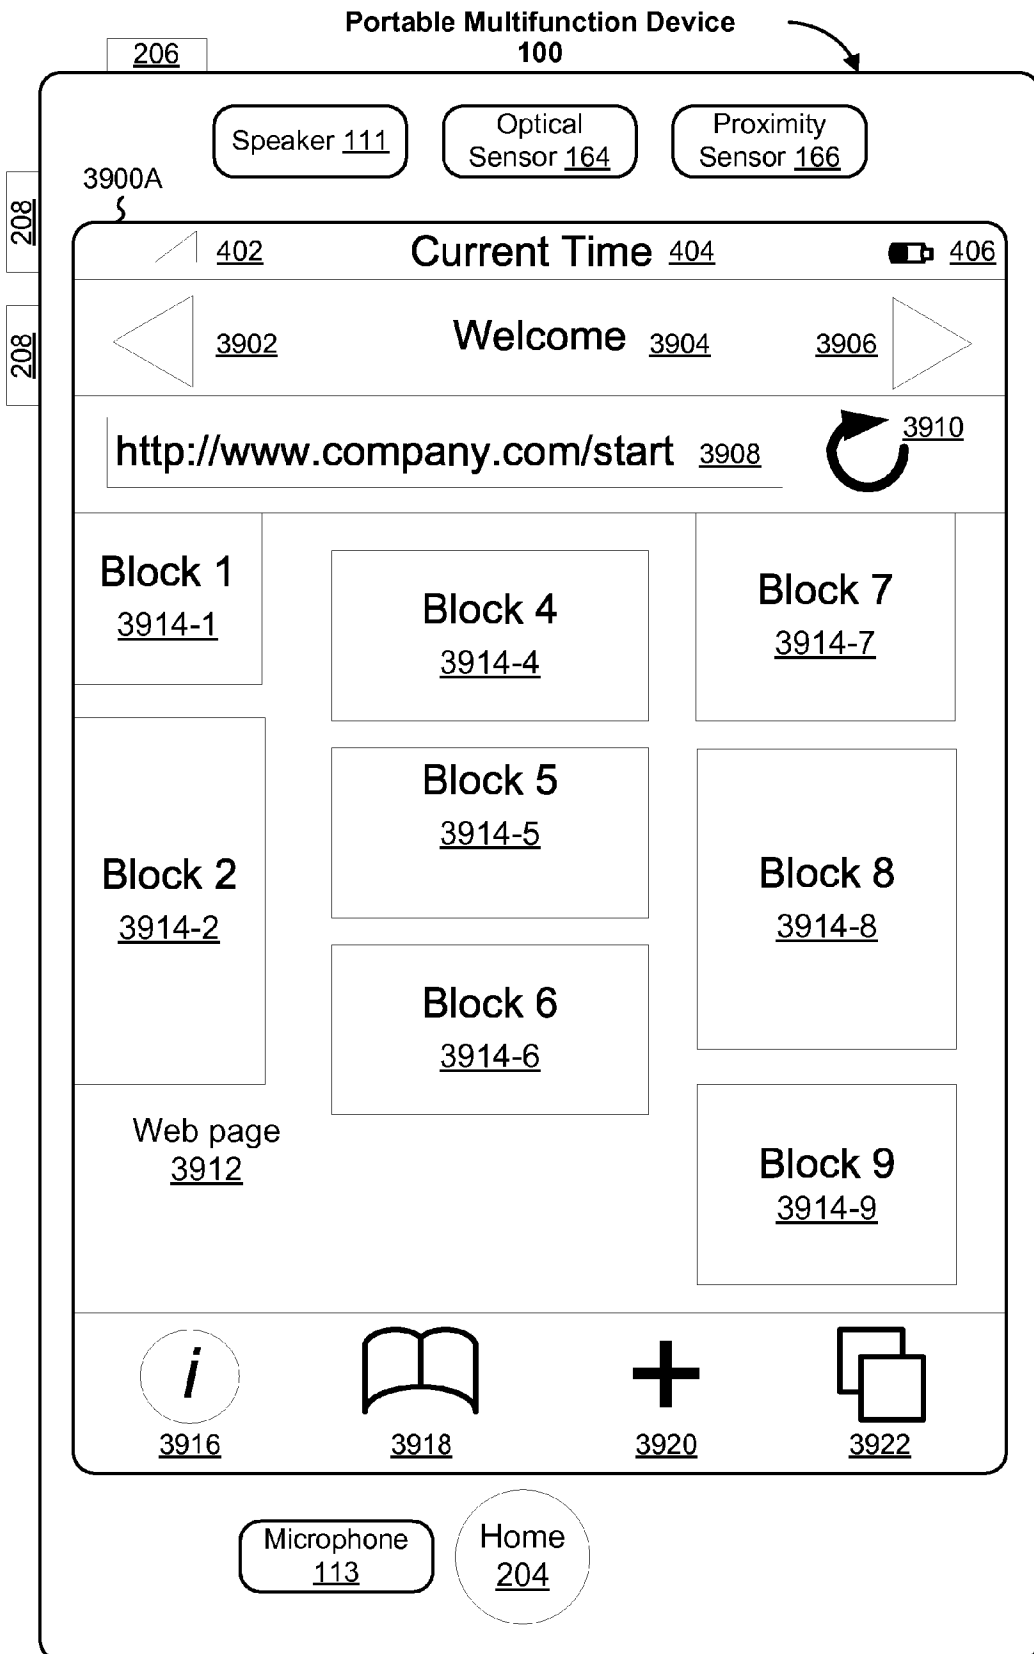 Portable Multifunction Device
100
206
Speaker 111
Optical
Sensor 164
Proximity
Sensor 166
3900A
208
208
402
Current Time 404
406
3902
Welcome 3904
3906
http://www.company.com/start 3908
3910
Block 1
3914-1
Block 2
3914-2
Web page
3912
Block 4
3914-4
Block 5
3914-5
Block 6
3914-6
Block 7
3914-7
Block 8
3914-8
Block 9
3914-9
i
3916
3918
3920
3922
Microphone
113
Home
204